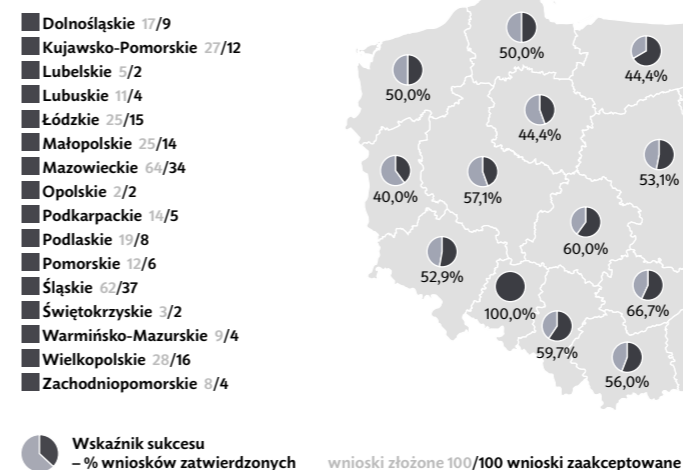 Dolnośląskie 17/9
Kujawsko-Pomorskie 27/12
Lubelskie 5/2
Lubuskie 11/4
Łódzkie 25/15
Małopolskie 25/14
Mazowieckie 64/34
Opolskie 2/2
Podkarpackie 14/5
Podlaskie 19/8
Pomorskie 12/6
Śląskie 62/37
Świętokrzyskie 3/2
Warmińsko-Mazurskie 9/4
Wielkopolskie 28/16
Zachodniopomorskie 8/4
50,0%
44,4%
50,0%
44,4%
53,1%
40,0%
57,1%
60,0%
52,9%
100,0%
66,7%
59,7%
56,0%
Wskaźnik sukcesu
– % wniosków zatwierdzonych
wnioski złożone 100/100 wnioski zaakceptowane